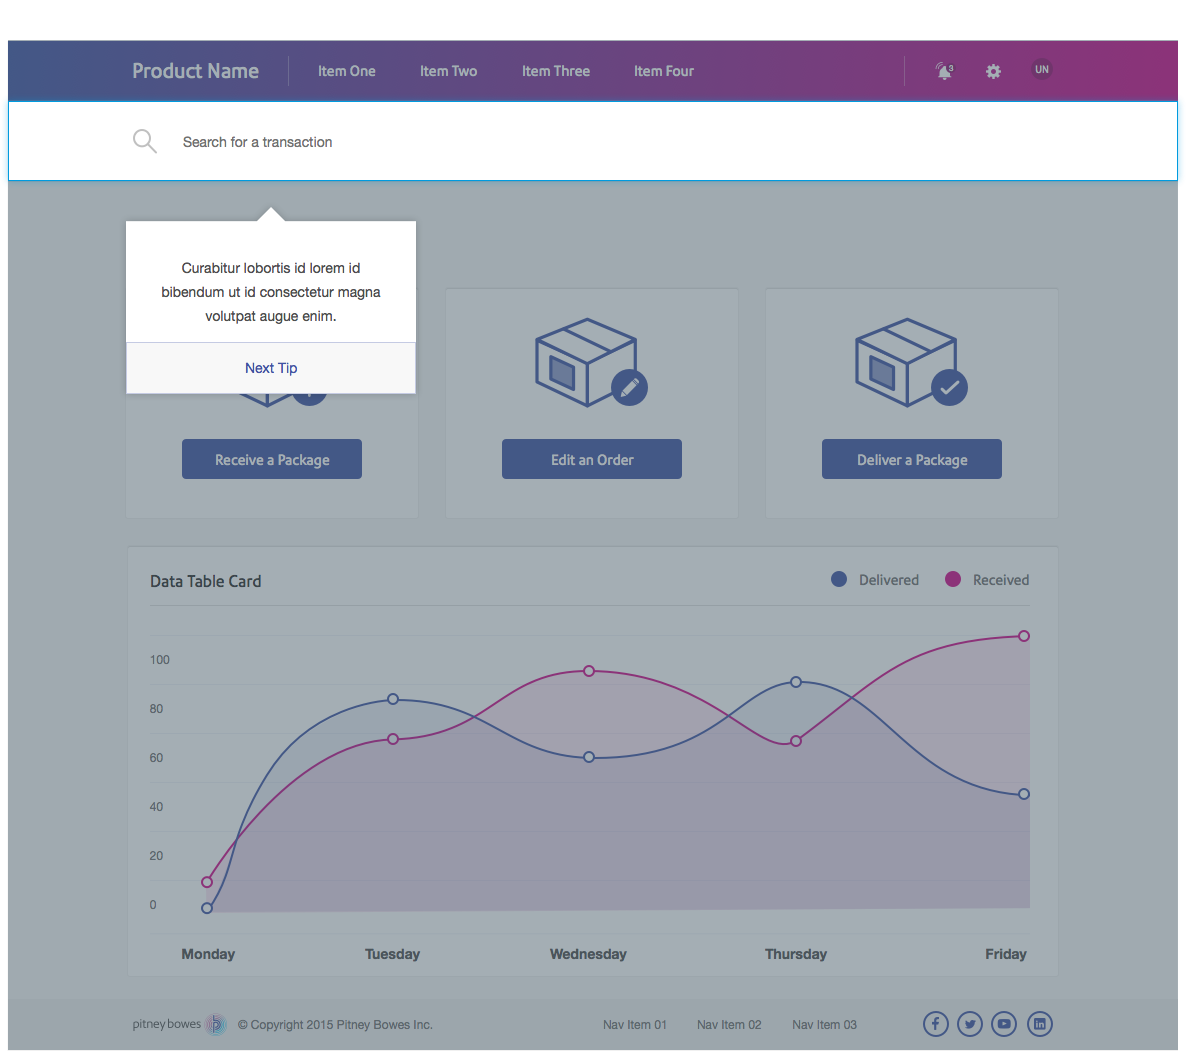 Product Name
Item One
Item Two
Item Three
Item Four
3
UN
Search for a transaction
Curabitur lobortis id lorem id
bibendum ut id consectetur magna
volutpat augue enim.
Next Tip
Receive a Package
Edit an Order
Deliver a Package
Data Table Card
Delivered
Received
100
80
60
40
20
0
Monday
Tuesday
Wednesday
Thursday
Friday
pitney bowes
© Copyright 2015 Pitney Bowes Inc.
Nav Item 01
Nav Item 02
Nav Item 03